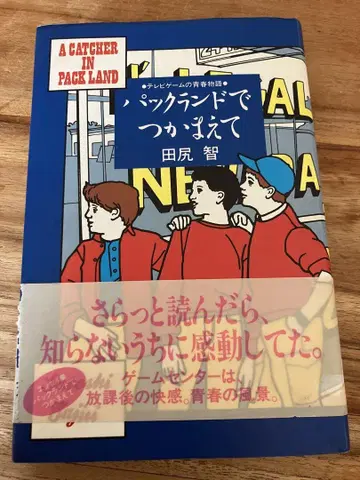 A CATCHER
IN
PACK LAND
●テレビゲームの青春物語●
パックランドで
つかまえて
田尻 智
さらっと読んだら、
知らないうちに感動してた。
ゲームセンターは、
放課後の快感。青春の風景。